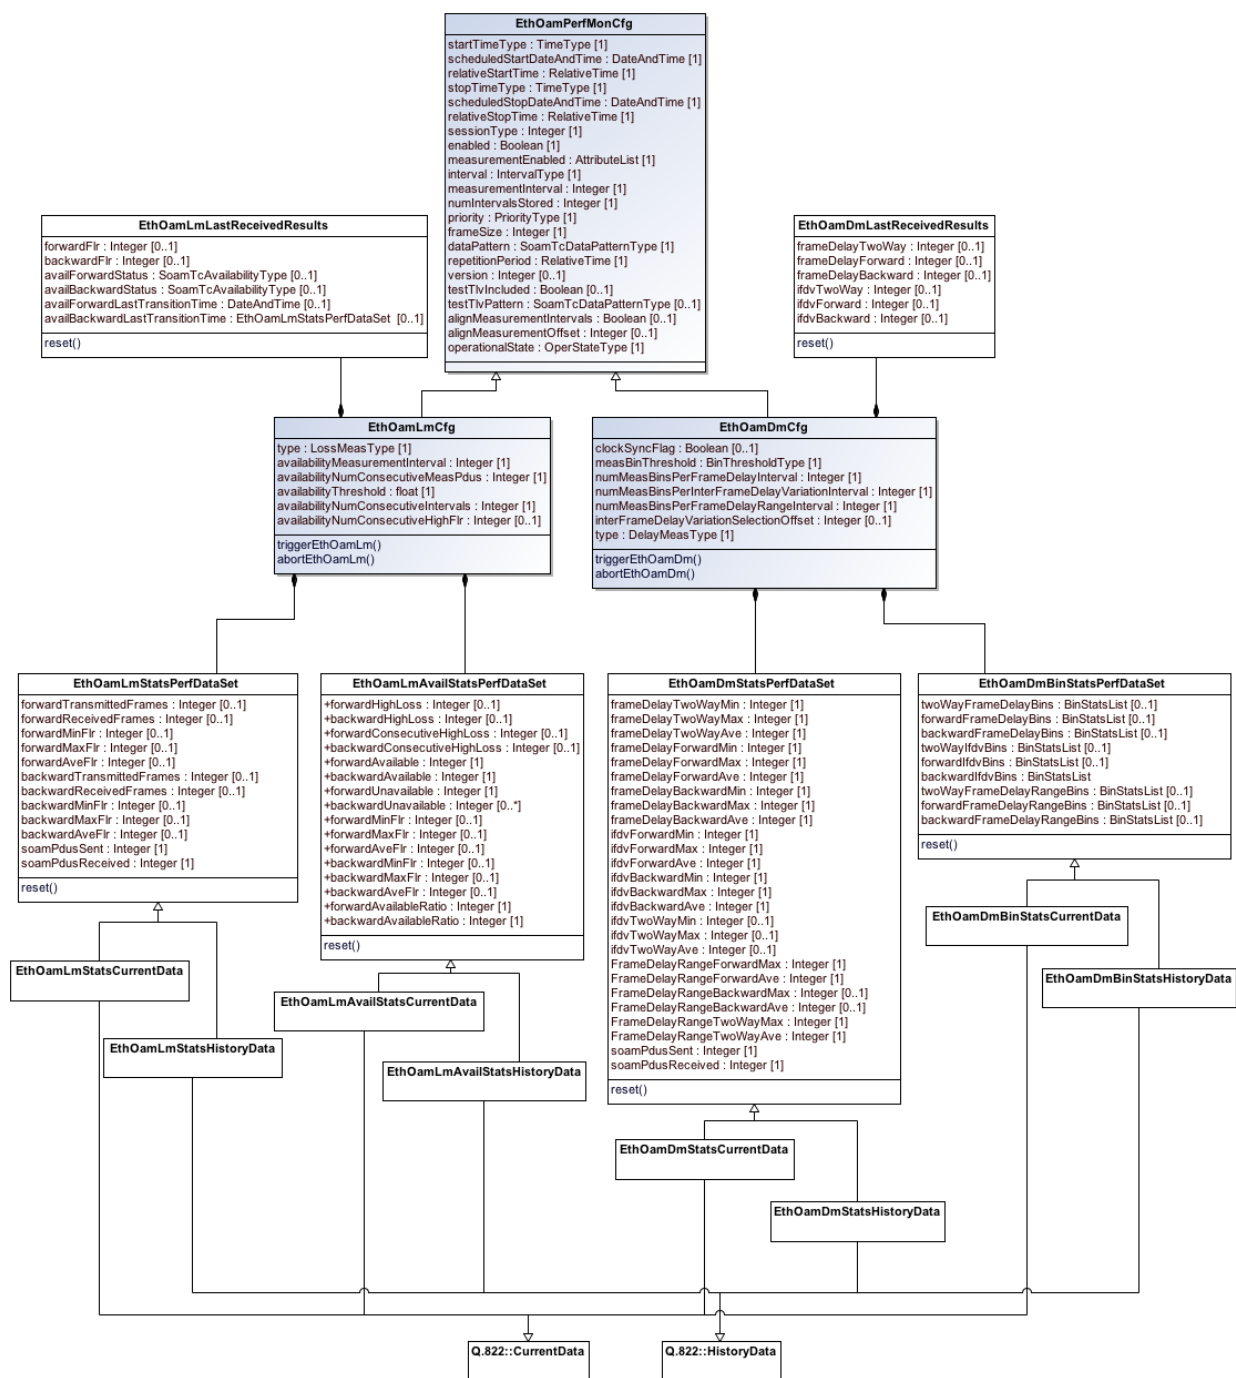 EthOamPerfMonCfg
startTimeType : TimeType [1]
scheduledStartDateAndTime : DateAndTime [1]
relativeStartTime : RelativeTime [1]
stopTimeType : TimeType [1]
scheduledStopDateAndTime : DateAndTime [1]
relativeStopTime : RelativeTime [1]
sessionType : Integer [1]
enabled : Boolean [1]
measurementEnabled : AttributeList [1]
interval : IntervalType [1]
measurementInterval : Integer [1]
numIntervalsStored : Integer [1]
priority : PriorityType [1]
frameSize : Integer [1]
dataPattern : SoamTcDataPatternType [1]
repetitionPeriod : RelativeTime [1]
version : Integer [0..1]
testTlvIncluded : Boolean [0..1]
testTlvPattern : SoamTcDataPatternType [0..1]
alignMeasurementIntervals : Boolean [0..1]
alignMeasurementOffset : Integer [0..1]
operationalState : OperStateType [1]
EthOamLmLastReceivedResults
forwardFlr : Integer [0..1]
backwardFlr : Integer [0..1]
availForwardStatus : SoamTcAvailabilityType [0..1]
availBackwardStatus : SoamTcAvailabilityType [0..1]
availForwardLastTransitionTime : DateAndTime [0..1]
availBackwardLastTransitionTime : EthOamLmStatsPerfDataSet [0..1]
reset()
EthOamDmLastReceivedResults
frameDelayTwoWay : Integer [0..1]
frameDelayForward : Integer [0..1]
frameDelayBackward : Integer [0..1]
ifdvTwoWay : Integer [0..1]
ifdvForward : Integer [0..1]
ifdvBackward : Integer [0..1]
reset()
EthOamLmCfg
type : LossMeasType [1]
availabilityMeasurementInterval : Integer [1]
availabilityNumConsecutiveMeasPdus : Integer [1]
availabilityThreshold : float [1]
availabilityNumConsecutiveIntervals : Integer [1]
availabilityNumConsecutiveHighFlr : Integer [0..1]
triggerEthOamLm()
abortEthOamLm()
EthOamDmCfg
clockSyncFlag : Boolean [0..1]
measBinThreshold : BinThresholdType [1]
numMeasBinsPerFrameDelayInterval : Integer [1]
numMeasBinsPerInterFrameDelayVariationInterval : Integer [1]
numMeasBinsPerFrameDelayRangeInterval : Integer [1]
interFrameDelayVariationSelectionOffset : Integer [0..1]
type : DelayMeasType [1]
triggerEthOamDm()
abortEthOamDm()
EthOamLmStatsPerfDataSet
forwardTransmittedFrames : Integer [0..1]
forwardReceivedFrames : Integer [0..1]
forwardMinFlr : Integer [0..1]
forwardMaxFlr : Integer [0..1]
forwardAveFlr : Integer [0..1]
backwardTransmittedFrames : Integer [0..1]
backwardReceivedFrames : Integer [0..1]
backwardMinFlr : Integer [0..1]
backwardMaxFlr : Integer [0..1]
backwardAveFlr : Integer [0..1]
soamPdusSent : Integer [1]
soamPdusReceived : Integer [1]
reset()
EthOamLmAvailStatsPerfDataSet
+forwardHighLoss : Integer [0..1]
+backwardHighLoss : Integer [0..1]
+forwardConsecutiveHighLoss : Integer [0..1]
+backwardConsecutiveHighLoss : Integer [0..1]
+forwardAvailable : Integer [1]
+backwardAvailable : Integer [1]
+forwardUnavailable : Integer [1]
+backwardUnavailable : Integer [0..*]
+forwardMinFlr : Integer [0..1]
+forwardMaxFlr : Integer [0..1]
+forwardAveFlr : Integer [0..1]
+backwardMinFlr : Integer [0..1]
+backwardMaxFlr : Integer [0..1]
+backwardAveFlr : Integer [0..1]
+forwardAvailableRatio : Integer [1]
+backwardAvailableRatio : Integer [1]
reset()
EthOamDmStatsPerfDataSet
frameDelayTwoWayMin : Integer [1]
frameDelayTwoWayMax : Integer [1]
frameDelayTwoWayAve : Integer [1]
frameDelayForwardMin : Integer [1]
frameDelayForwardMax : Integer [1]
frameDelayForwardAve : Integer [1]
frameDelayBackwardMin : Integer [1]
frameDelayBackwardMax : Integer [1]
frameDelayBackwardAve : Integer [1]
ifdvForwardMin : Integer [1]
ifdvForwardMax : Integer [1]
ifdvForwardAve : Integer [1]
ifdvBackwardMin : Integer [1]
ifdvBackwardMax : Integer [1]
ifdvBackwardAve : Integer [1]
ifdvTwoWayMin : Integer [0..1]
ifdvTwoWayMax : Integer [0..1]
ifdvTwoWayAve : Integer [0..1]
FrameDelayRangeForwardMax : Integer [1]
FrameDelayRangeForwardAve : Integer [1]
FrameDelayRangeBackwardMax : Integer [0..1]
FrameDelayRangeBackwardAve : Integer [0..1]
FrameDelayRangeTwoWayMax : Integer [1]
FrameDelayRangeTwoWayAve : Integer [1]
soamPdusSent : Integer [1]
soamPdusReceived : Integer [1]
reset()
EthOamDmBinStatsPerfDataSet
twoWayFrameDelayBins : BinStatsList [0..1]
forwardFrameDelayBins : BinStatsList [0..1]
backwardFrameDelayBins : BinStatsList [0..1]
twoWayIfdvBins : BinStatsList [0..1]
forwardIfdvBins : BinStatsList [0..1]
backwardIfdvBins : BinStatsList
twoWayFrameDelayRangeBins : BinStatsList [0..1]
forwardFrameDelayRangeBins : BinStatsList [0..1]
backwardFrameDelayRangeBins : BinStatsList [0..1]
reset()
EthOamLmStatsCurrentData
EthOamLmStatsHistoryData
EthOamLmAvailStatsCurrentData
EthOamLmAvailStatsHistoryData
EthOamDmStatsCurrentData
EthOamDmStatsHistoryData
EthOamDmBinStatsCurrentData
EthOamDmBinStatsHistoryData
Q.822::CurrentData
Q.822::HistoryData